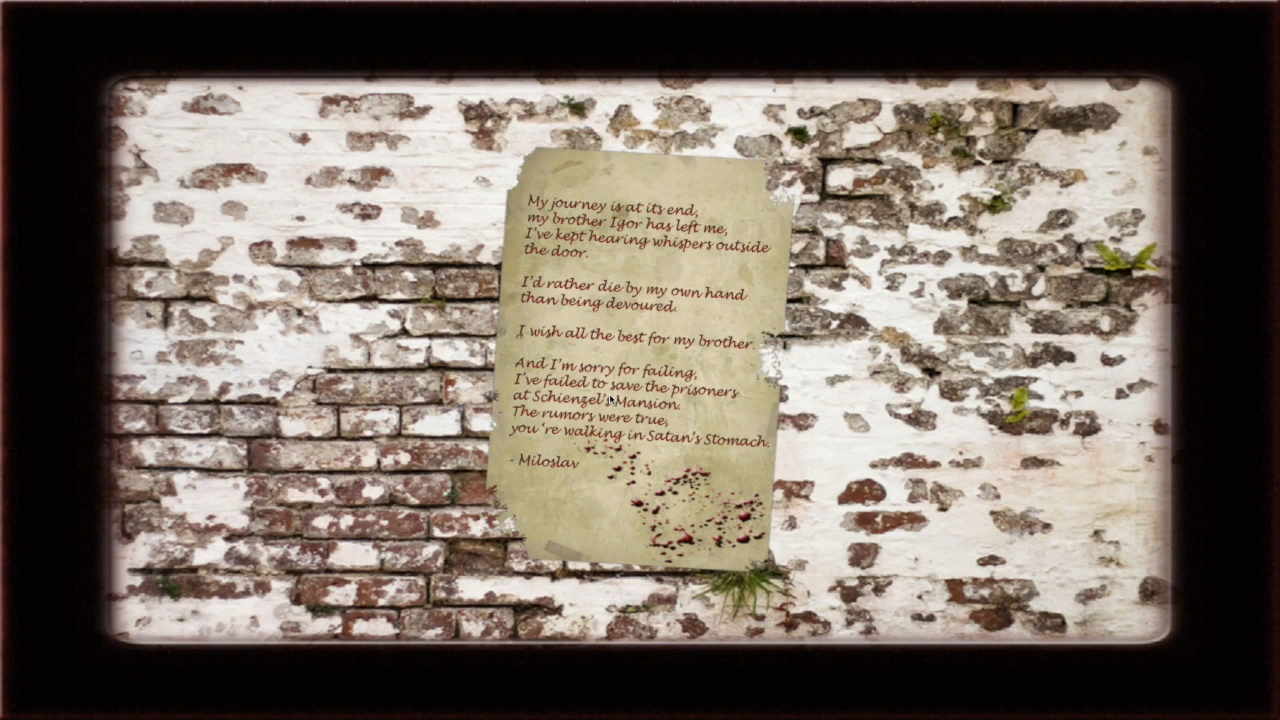 My journey is at its end,
my brother Igor has left me,
I've kept hearing whispers outside
the door.
I'd rather die by my own hand
than being devoured.
I wish all the best for my brother.
And I'm sorry for failing,
I've failed to save the prisoners
at Schienzel's Mansion.
The rumors were true,
you're walking in Satan's Stomach.
- Miloslav